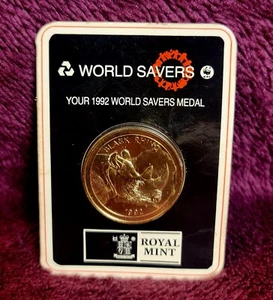 WORLD SAVERS
YOUR 1992 WORLD SAVERS MEDAL
BLACK RHINO
1992
ROYAL
MINT